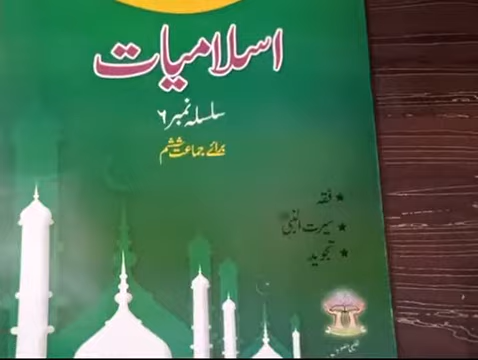 اسلامیات
سلسلہ نمبر ۶
برائے جماعت ششم
★ فقہ
★ سیرت النبی
★ تجوید